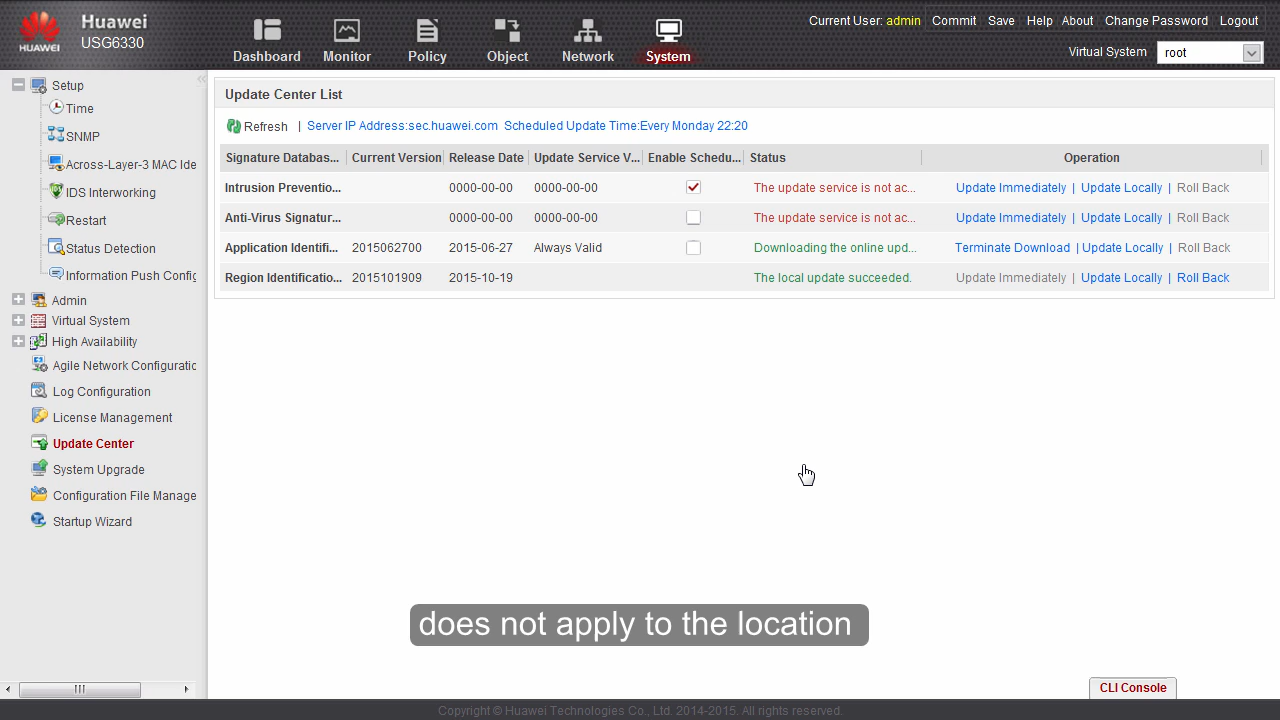 Huawei
USG6330
HUAWEI
Dashboard
Monitor
Policy
Object
Network
System
Current User: admin
Commit
Save
Help
About
Change Password
Logout
Virtual System
root
Setup
Time
SNMP
Across-Layer-3 MAC Ide
IDS Interworking
Restart
Status Detection
Information Push Config
Admin
Virtual System
High Availability
Agile Network Configuratic
Log Configuration
License Management
Update Center
System Upgrade
Configuration File Manage
Startup Wizard
Update Center List
Refresh | Server IP Address:sec.huawei.com Scheduled Update Time:Every Monday 22:20
Signature Databas... Current Version Release Date Update Service V... Enable Schedu... Status Operation
Intrusion Preventio... 0000-00-00 0000-00-00 The update service is not ac... Update Immediately | Update Locally | Roll Back
Anti-Virus Signatur... 0000-00-00 0000-00-00 The update service is not ac... Update Immediately | Update Locally | Roll Back
Application Identifi... 2015062700 2015-06-27 Always Valid Downloading the online upd... Terminate Download | Update Locally | Roll Back
Region Identificatio... 2015101909 2015-10-19 The local update succeeded. Update Immediately | Update Locally | Roll Back
does not apply to the location
CLI Console
Copyright © Huawei Technologies Co., Ltd. 2014-2015. All rights reserved.